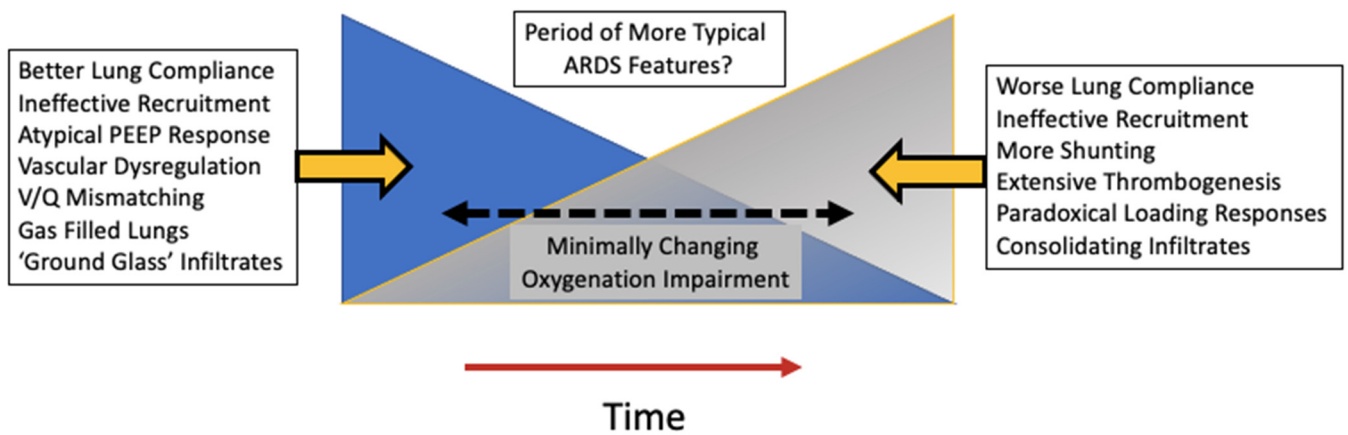 Better Lung Compliance
Ineffective Recruitment
Atypical PEEP Response
Vascular Dysregulation
V/Q Mismatching
Gas Filled Lungs
‘Ground Glass’ Infiltrates
Period of More Typical
ARDS Features?
Minimally Changing
Oxygenation Impairment
Worse Lung Compliance
Ineffective Recruitment
More Shunting
Extensive Thrombogenesis
Paradoxical Loading Responses
Consolidating Infiltrates
Time